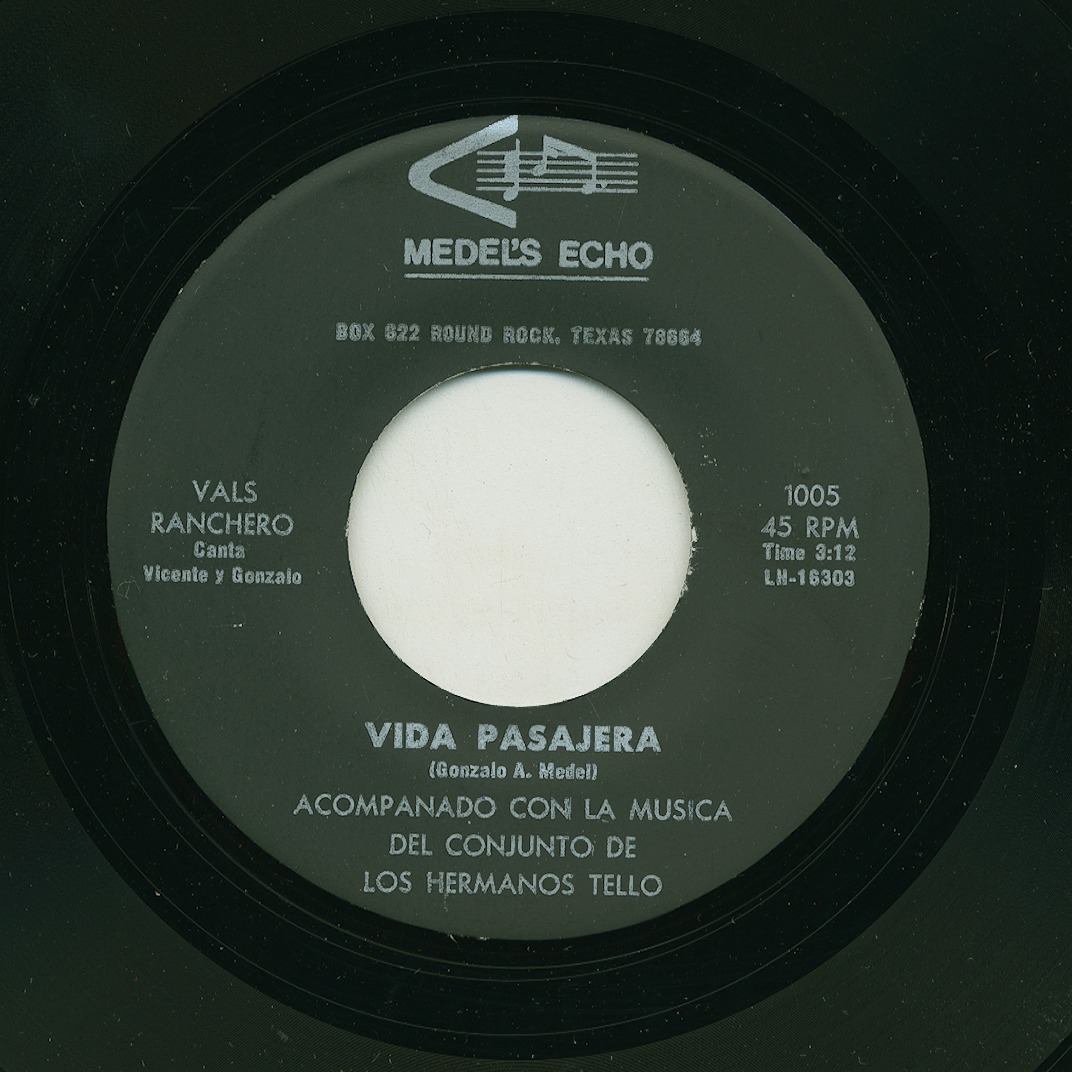 MEDEL'S ECHO
BOX 622 ROUND ROCK, TEXAS 78664
VALS
RANCHERO
Canta
Vicente y Gonzalo
1005
45 RPM
Time 3:12
LH-16303
VIDA PASAJERA
(Gonzalo A. Medel)
ACOMPANADO CON LA MUSICA
DEL CONJUNTO DE
LOS HERMANOS TELLO